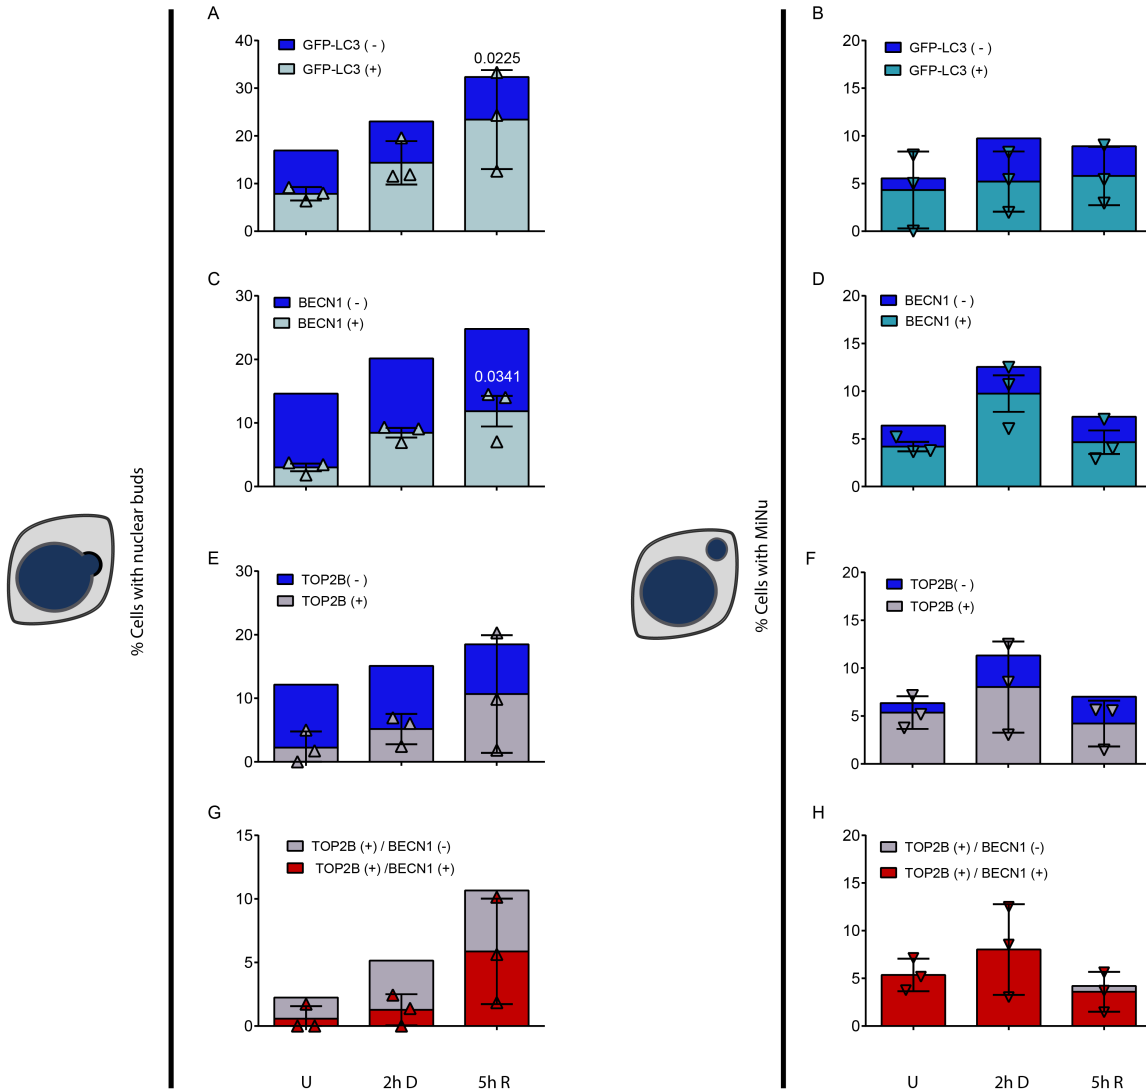 A
40
30
20
10
0
GFP-LC3 ( - )
GFP-LC3 (+)
0.0225
B
20
15
10
5
0
GFP-LC3 ( - )
GFP-LC3 (+)
C
30
20
10
0
BECN1 ( - )
BECN1 (+)
0.0341
D
20
15
10
5
0
BECN1 ( - )
BECN1 (+)
% Cells with nuclear buds
% Cells with MiNu
E
30
20
10
0
TOP2B( - )
TOP2B (+)
F
20
15
10
5
0
TOP2B( - )
TOP2B (+)
G
15
10
5
0
TOP2B (+) / BECN1 (-)
TOP2B (+) /BECN1 (+)
U
2h D
5h R
H
20
15
10
5
0
TOP2B (+) / BECN1 (-)
TOP2B (+) / BECN1 (+)
U
2h D
5h R